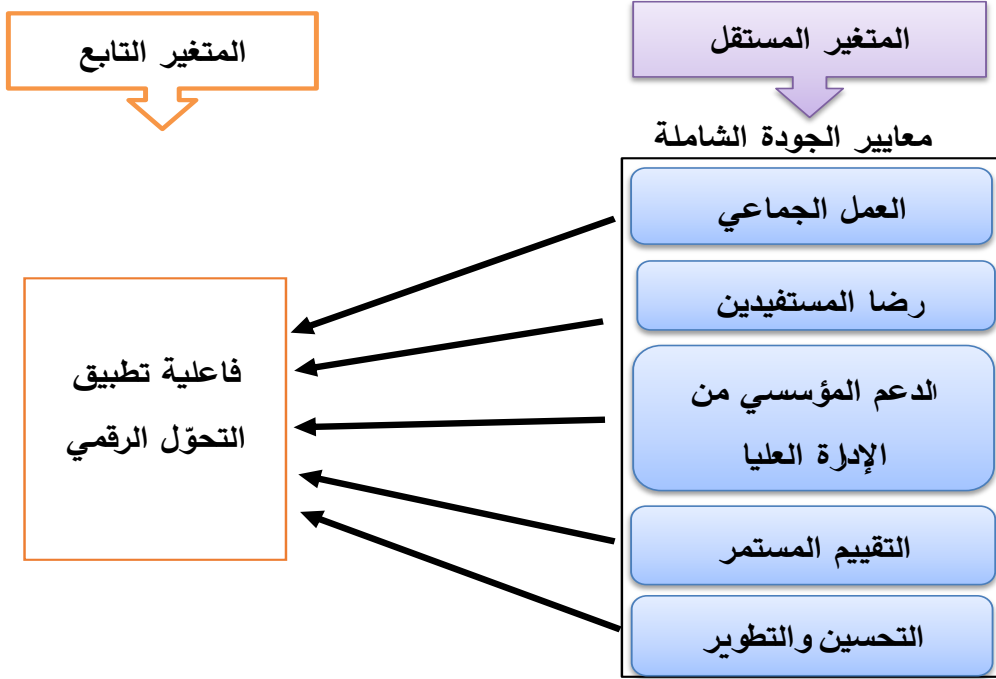 المتغير المستقل
المتغير التابع
معايير الجودة الشاملة
العمل الجماعي
رضا المستفيدين
الدعم المؤسسي من
الإدارة العليا
التقييم المستمر
التحسين والتطوير
فاعلية تطبيق
التحوّل الرقمي